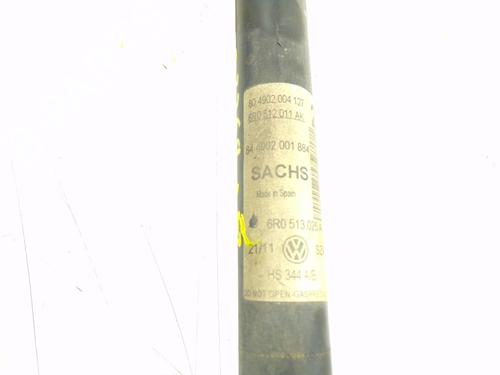 80 4902 004 127
6R0 512 011 AK
84 4902 001 884
SACHS
Made in Spain
6R0 513 025 A
21/11
HS 344 A/B
DO NOT OPEN-GASPRES